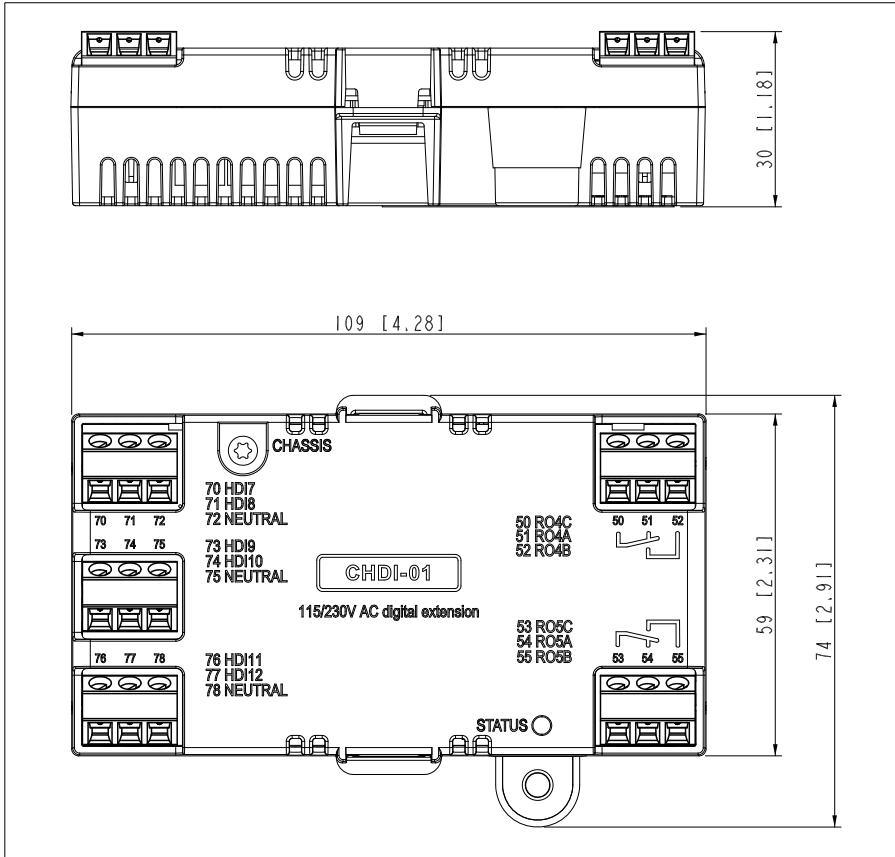 30 [1.18]
109 [4.28]
CHASSIS
70 HDI7
71 HDI8
72 NEUTRAL
70 71 72
73 74 75
73 HDI9
74 HDI10
75 NEUTRAL
50 RO4C
51 RO4A
52 RO4B
50 51 52
CHDI-01
115/230V AC digital extension
59 [2.31]
74 [2.91]
53 RO5C
54 RO5A
55 RO5B
53 54 55
76 77 78
76 HDI11
77 HDI12
78 NEUTRAL
STATUS